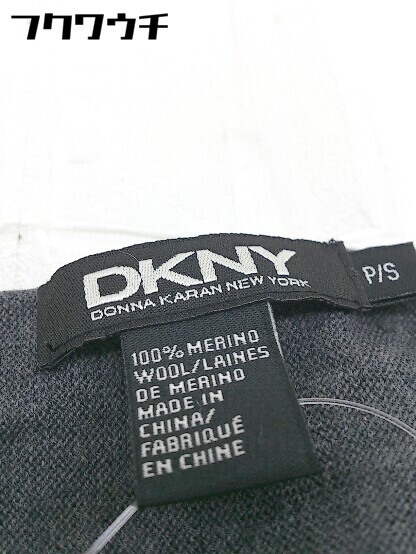 フクワウチ
DKNY
DONNA KARAN NEW YORK
P/S
100% MERINO
WOOL/LAINES
DE MERINO
MADE IN
CHINA/
FABRIQUÉ
EN CHINE